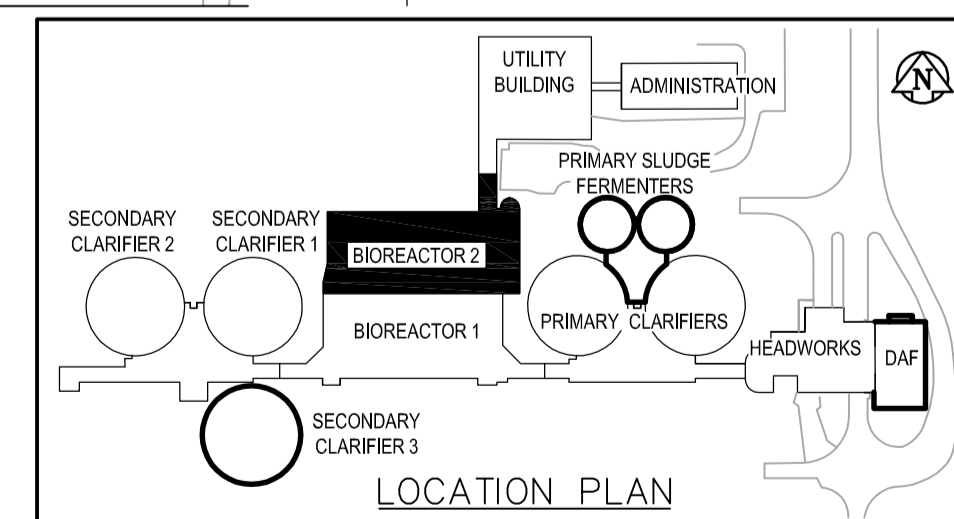 UTILITY
BUILDING
ADMINISTRATION
N
PRIMARY SLUDGE
FERMENTERS
SECONDARY
CLARIFIER 2
SECONDARY
CLARIFIER 1
BIOREACTOR 2
BIOREACTOR 1
PRIMARY CLARIFIERS
HEADWORKS
DAF
SECONDARY
CLARIFIER 3
LOCATION PLAN